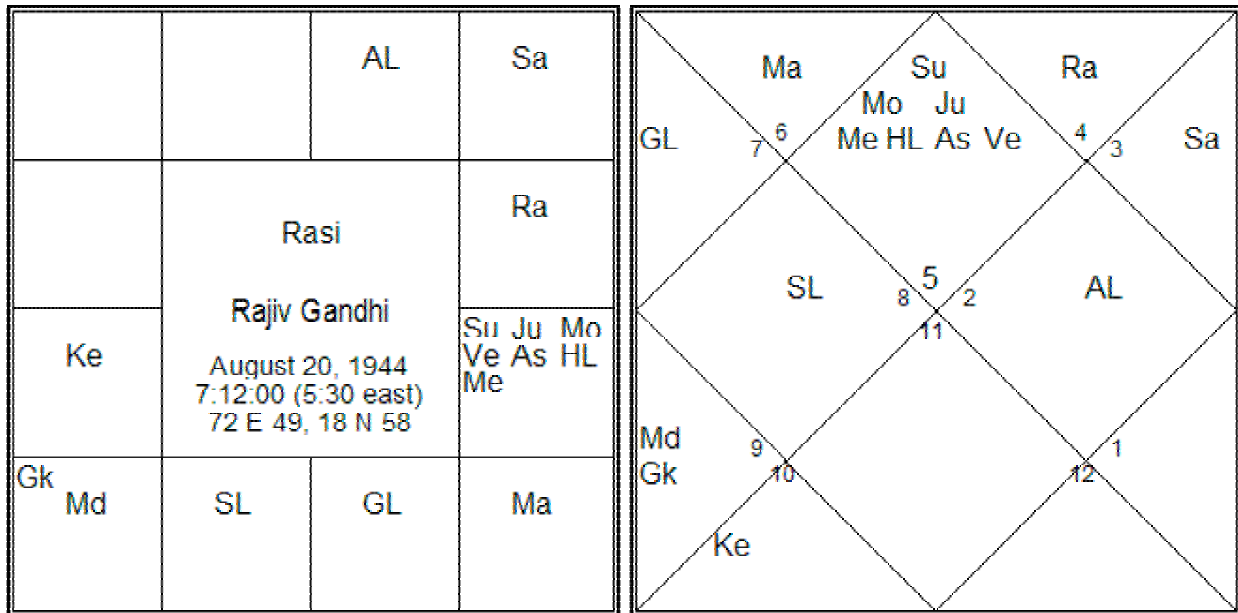 AL Sa
Rasi
Ra
Rajiv Gandhi
August 20, 1944
7:12:00 (5:30 east)
72 E 49, 18 N 58
Ke
Su Ju Mo
Ve As HL
Me
Gk
Md SL GL Ma
Ma Su Ra
Mo Ju
GL 7 6 Me HL As Ve 4 3 Sa
SL 8 5 2 AL
11
Md 9 1
Gk 10 12
Ke